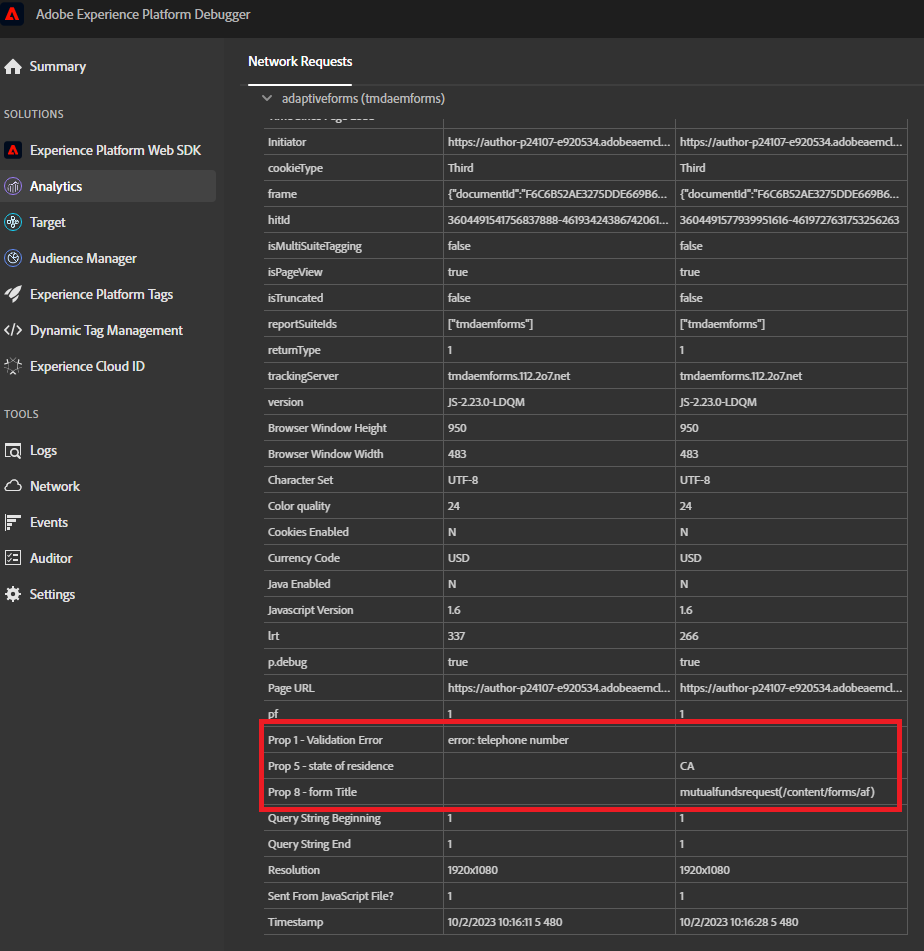 Adobe Experience Platform Debugger
Summary
SOLUTIONS
Experience Platform Web SDK
Analytics
Target
Audience Manager
Experience Platform Tags
Dynamic Tag Management
Experience Cloud ID
TOOLS
Logs
Network
Events
Auditor
Settings
Network Requests
adaptiveforms (tmdaemforms)
Initiator https://author-p24107-e920534.adobeaemcl... https://author-p24107-e920534.adobeaemcl...
cookieType Third Third
frame {"documentId":"F6C6B52AE3275DDE669B6... {"documentId":"F6C6B52AE3275DDE669B6...
hitId 3604491541756837888-46193424386742061... 3604491577939951616-4619727631753256263
isMultiSuiteTagging false false
isPageView true true
isTruncated false false
reportSuiteIds ["tmdaemforms"] ["tmdaemforms"]
returnType 1 1
trackingServer tmdaemforms.112.2o7.net tmdaemforms.112.2o7.net
version JS-2.23.0-LDQM JS-2.23.0-LDQM
Browser Window Height 950 950
Browser Window Width 483 483
Character Set UTF-8 UTF-8
Color quality 24 24
Cookies Enabled N N
Currency Code USD USD
Java Enabled N N
Javascript Version 1.6 1.6
lrt 337 266
p.debug true true
Page URL https://author-p24107-e920534.adobeaemcl... https://author-p24107-e920534.adobeaemcl...
pf 1 1
Prop 1 - Validation Error error: telephone number
Prop 5 - state of residence CA
Prop 8 - form Title mutualfundsrequest(/content/forms/af)
Query String Beginning 1 1
Query String End 1 1
Resolution 1920x1080 1920x1080
Sent From JavaScript File? 1 1
Timestamp 10/2/2023 10:16:11 5 480 10/2/2023 10:16:28 5 480